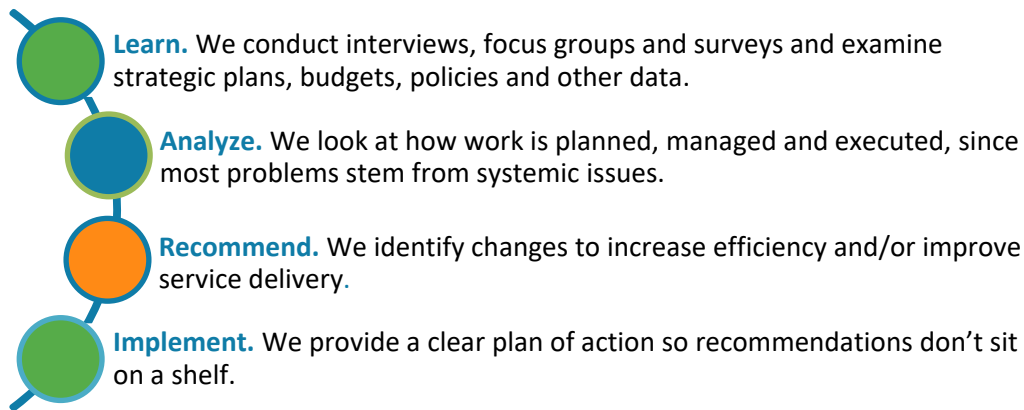 Learn. We conduct interviews, focus groups and surveys and examine
strategic plans, budgets, policies and other data.
Analyze. We look at how work is planned, managed and executed, since
most problems stem from systemic issues.
Recommend. We identify changes to increase efficiency and/or improve
service delivery.
Implement. We provide a clear plan of action so recommendations don’t sit
on a shelf.